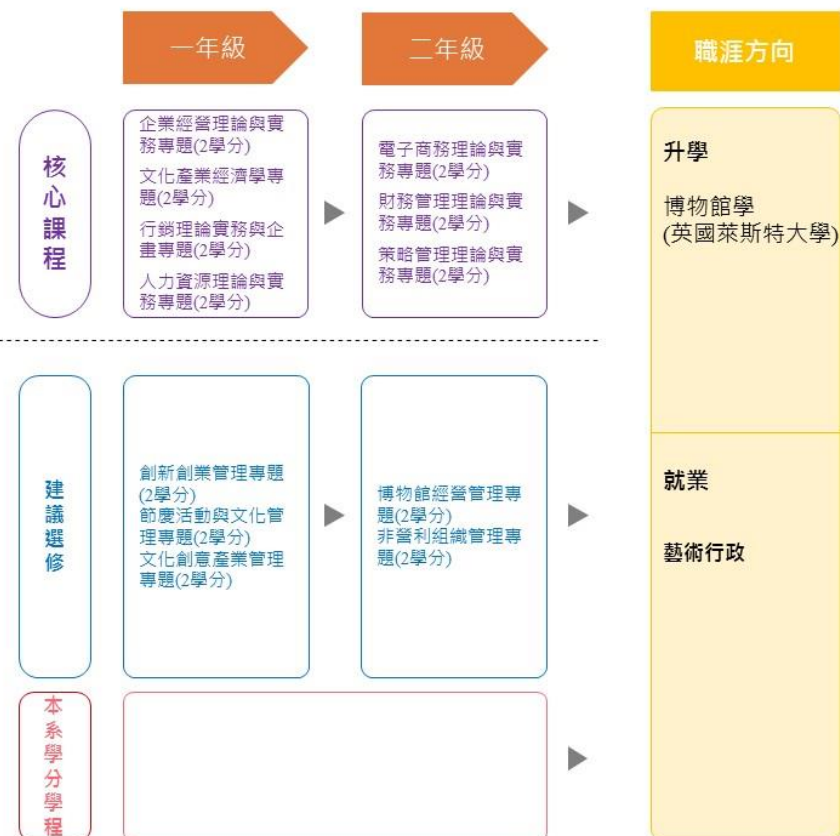 一年級
二年級
職涯方向
核心課程
企業經營理論與實
務專題(2學分)
文化產業經濟學專
題(2學分)
行銷理論實務與企
畫專題(2學分)
人力資源理論與實
務專題(2學分)
電子商務理論與實
務專題(2學分)
財務管理理論與實
務專題(2學分)
策略管理理論與實
務專題(2學分)
升學
博物館學
(英國萊斯特大學)
建議選修
創新創業管理專題
(2學分)
節慶活動與文化管
理專題(2學分)
文化創意產業管理
專題(2學分)
博物館經營管理專
題(2學分)
非營利組織管理專
題(2學分)
就業
藝術行政
本系學分學程